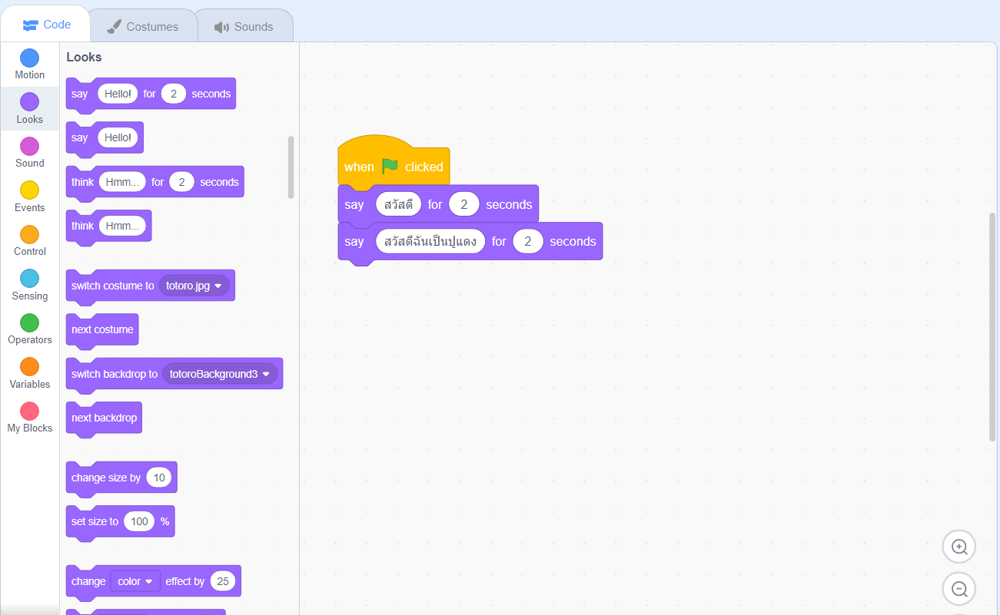 Code
Costumes
Sounds
Motion
Looks
Sound
Events
Control
Sensing
Operators
Variables
My Blocks
Looks
say Hello! for 2 seconds
say Hello!
think Hmm... for 2 seconds
think Hmm...
switch costume to totoro.jpg
next costume
switch backdrop to totoroBackground3
next backdrop
change size by 10
set size to 100 %
change color effect by 25
when clicked
say สวัสดี for 2 seconds
say สวัสดีฉันเป็นปูแดง for 2 seconds